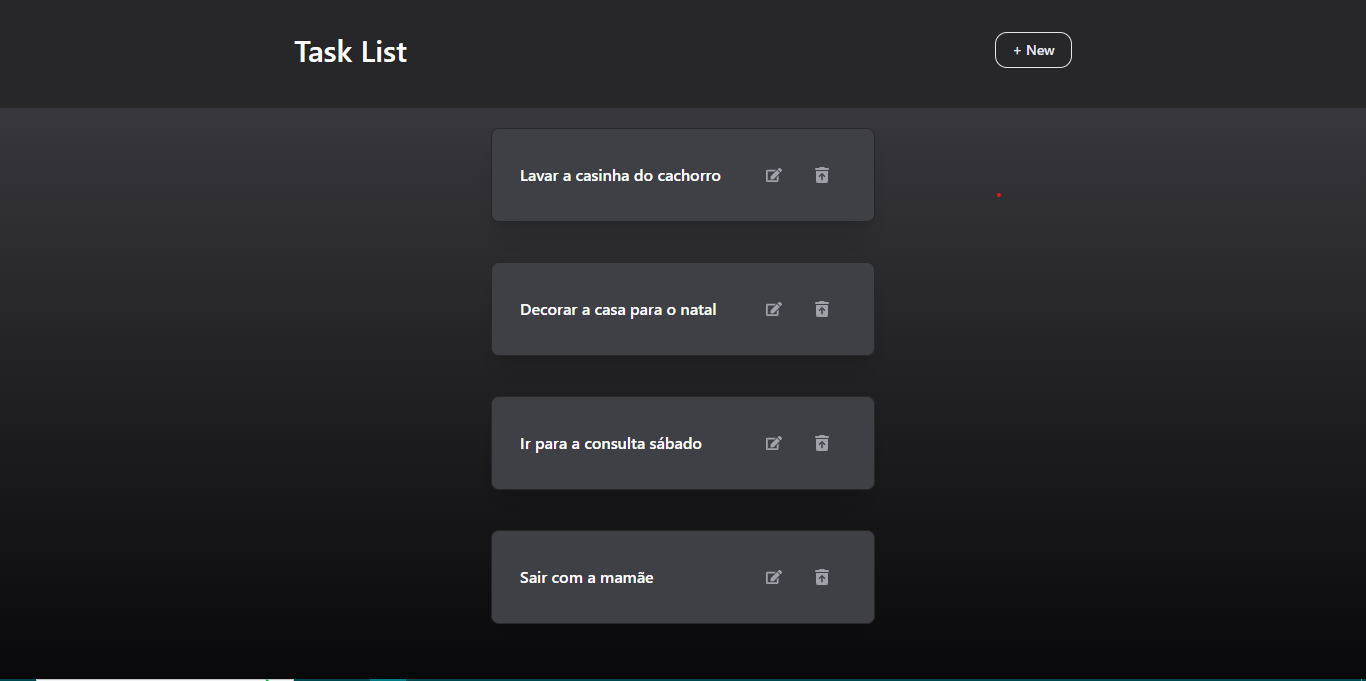 Task List
+ New
Lavar a casinha do cachorro
Decorar a casa para o natal
Ir para a consulta sábado
Sair com a mamãe